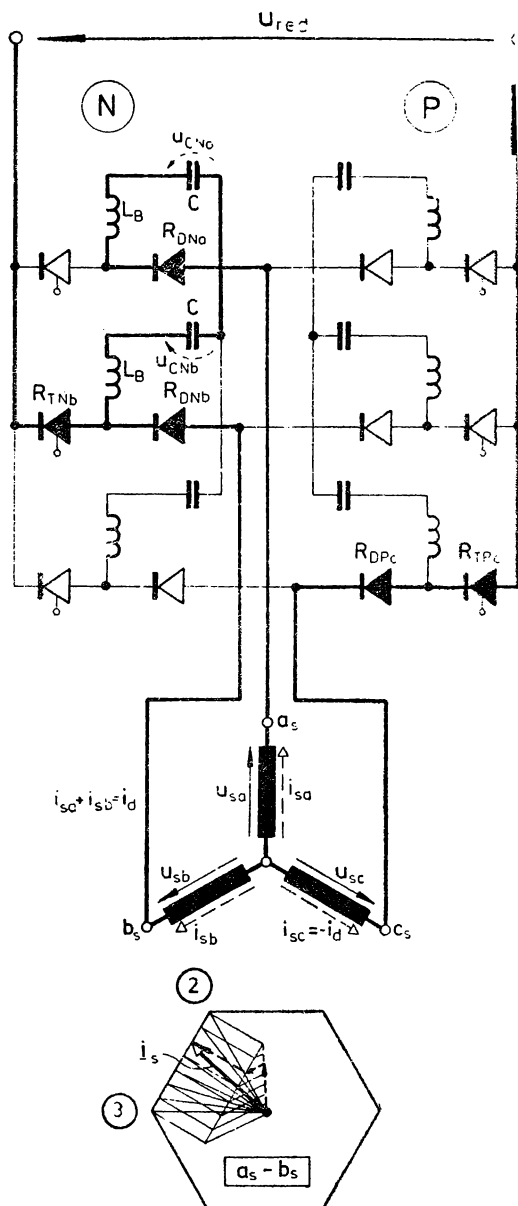 u_red
N P
u_CNa
C
L_B
R_DNa
C
u_CNb
L_B
R_TNb R_DNb
R_DPc R_TPc
a_s
i_sa + i_sb = i_d
u_sa i_sa
u_sb u_sc
b_s i_sb i_sc = -i_d c_s
2
i_s
3
a_s - b_s